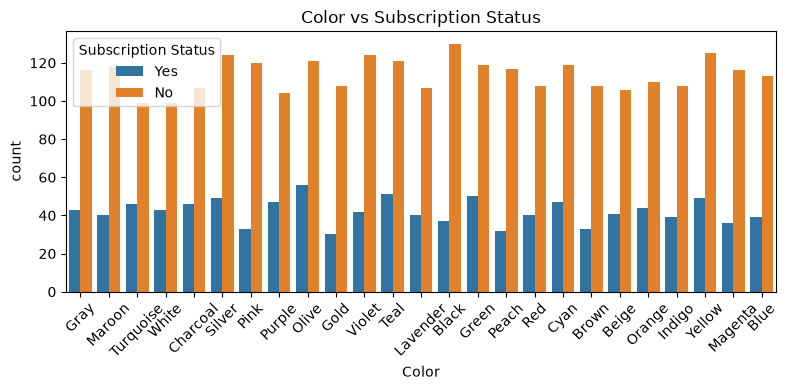 Color vs Subscription Status
Subscription Status
Yes
No
count
120
100
80
60
40
20
0
Gray
Maroon
Turquoise
White
Charcoal
Silver
Pink
Purple
Olive
Gold
Violet
Teal
Lavender
Black
Green
Peach
Red
Cyan
Brown
Beige
Orange
Indigo
Yellow
Magenta
Blue
Color